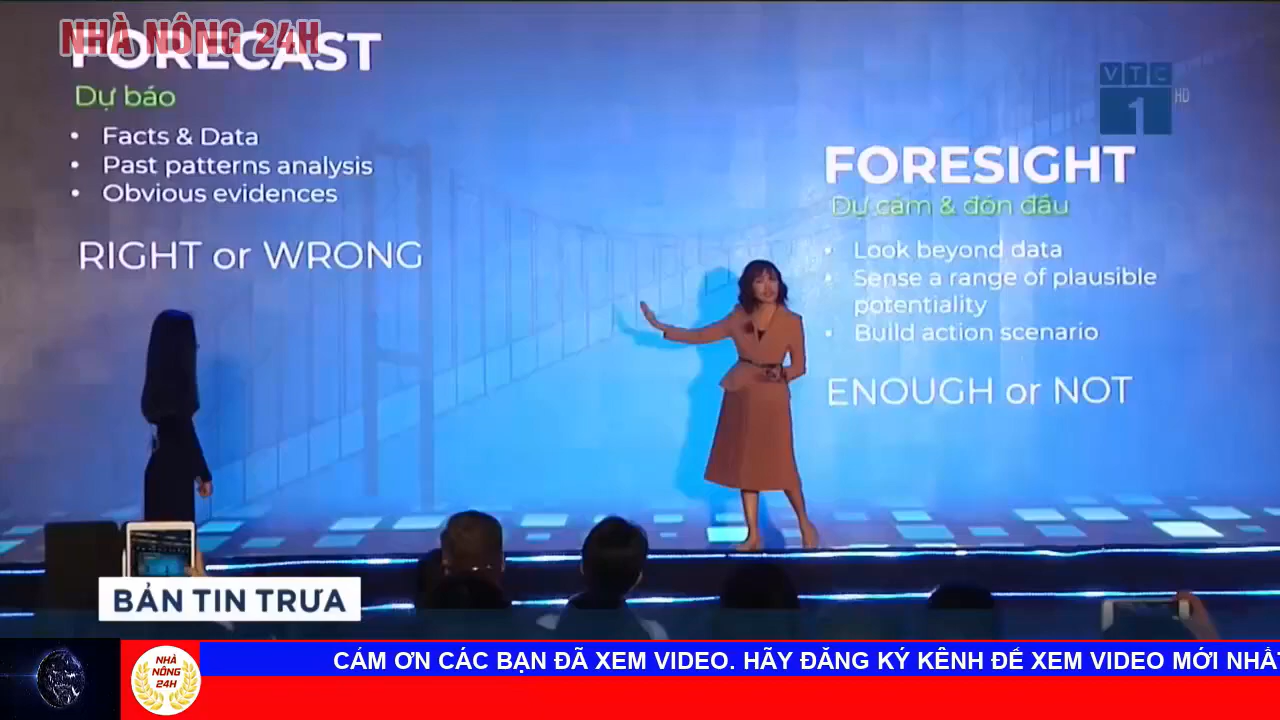 NHÀ NÔNG 24H
FORECAST
Dự báo
• Facts & Data
• Past patterns analysis
• Obvious evidences
RIGHT or WRONG
VTC
1
HD
FORESIGHT
Dự cảm & đón đầu
• Look beyond data
• Sense a range of plausible
potentiality
• Build action scenario
ENOUGH or NOT
BẢN TIN TRƯA
NHÀ
NÔNG
24H
CÁM ƠN CÁC BẠN ĐÃ XEM VIDEO. HÃY ĐĂNG KÝ KÊNH ĐỂ XEM VIDEO MỚI NHẤT